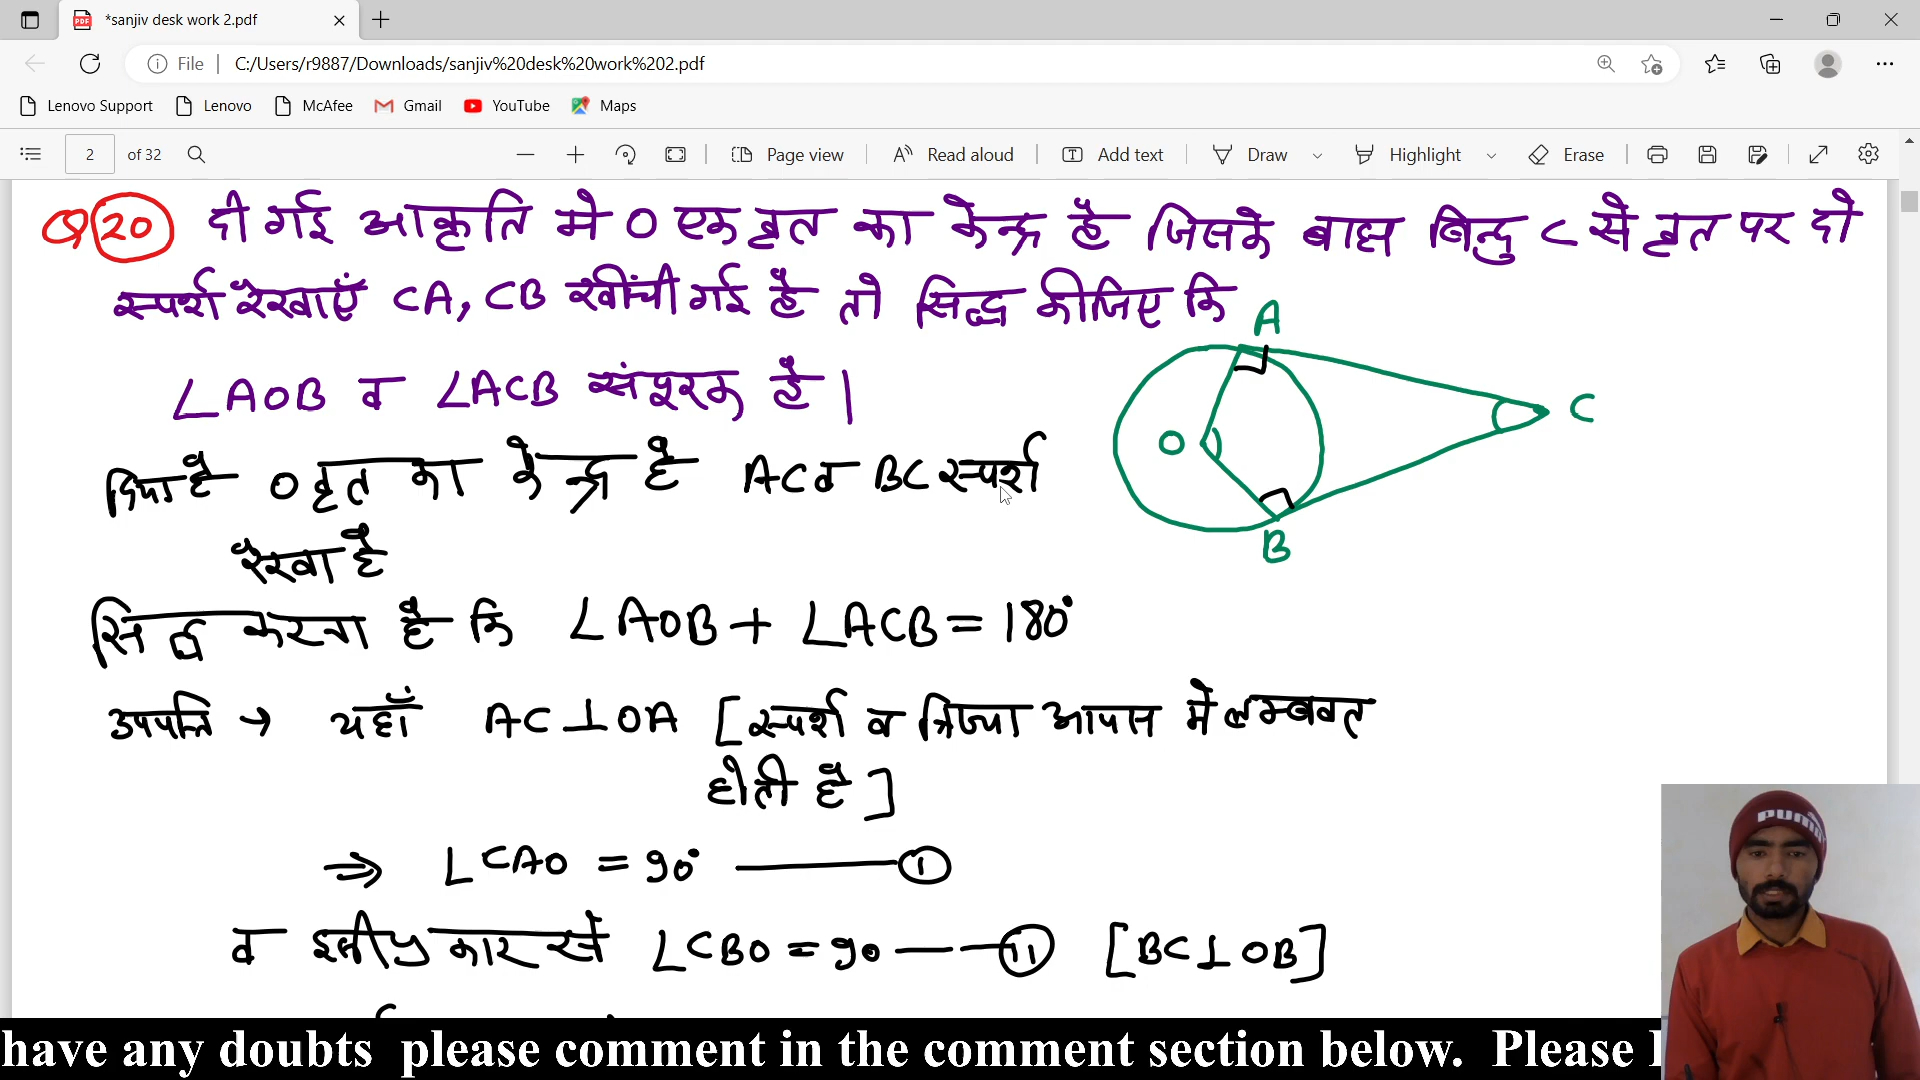 *sanjiv desk work 2.pdf
File C:/Users/r9887/Downloads/sanjiv%20desk%20work%202.pdf
Lenovo Support Lenovo McAfee Gmail YouTube Maps
2 of 32 Page view Read aloud Add text Draw Highlight Erase
Q 20 दी गई आकृति मे O एक वृत का केन्द्र है जिसके बाह्य बिन्दु C से वृत पर दो
स्पर्श रेखाएँ CA, CB खींची गई है तो सिद्ध कीजिए कि
∠AOB व ∠ACB संपूरक है |
A
C
O
B
दिया है O वृत का केन्द्र है AC व BC स्पर्श
रेखा है
सिद्ध करना है कि ∠AOB + ∠ACB = 180°
उपपत्ति → यहाँ AC ⊥ OA [स्पर्श व त्रिज्या आपस मे लम्बवत
होती है]
⇒ ∠CAO = 90° — ①
व इसी प्रकार से ∠CBO = 90 — — ⑪ [BC ⊥ OB]
PUMA
have any doubts please comment in the comment section below. Please